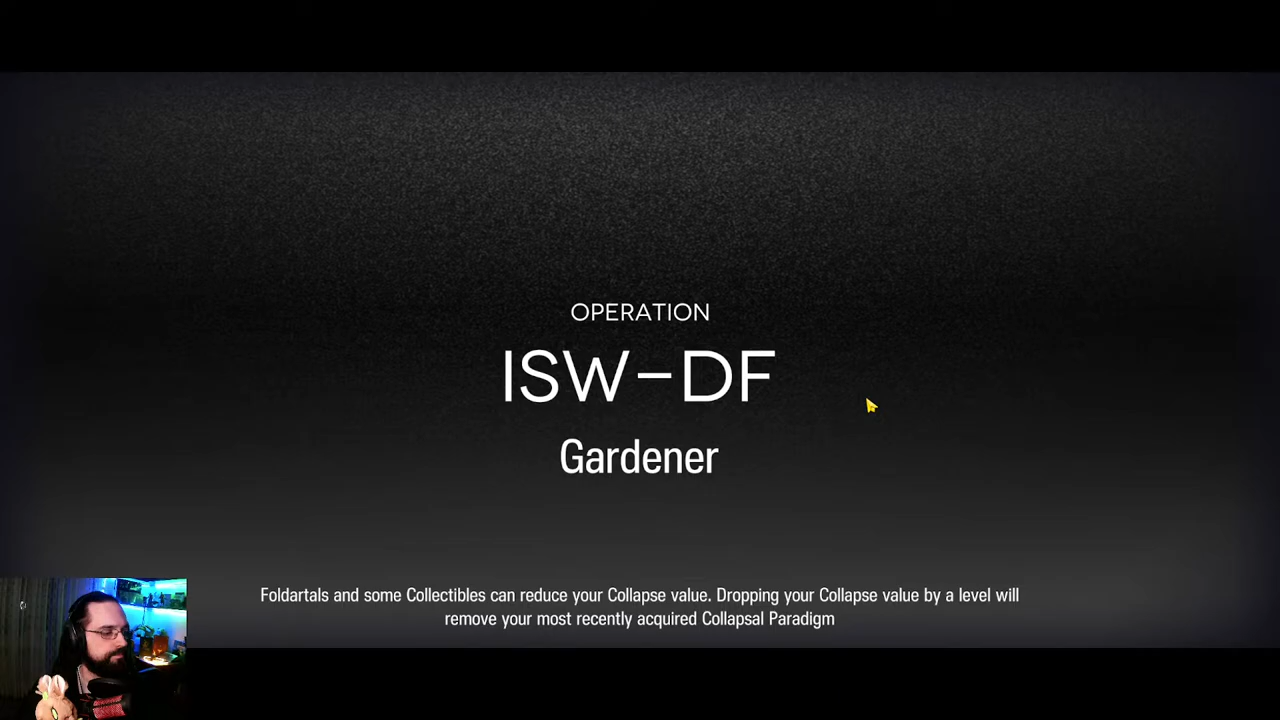 OPERATION
ISW-DF
Gardener
Foldartals and some Collectibles can reduce your Collapse value. Dropping your Collapse value by a level will
remove your most recently acquired Collapsal Paradigm